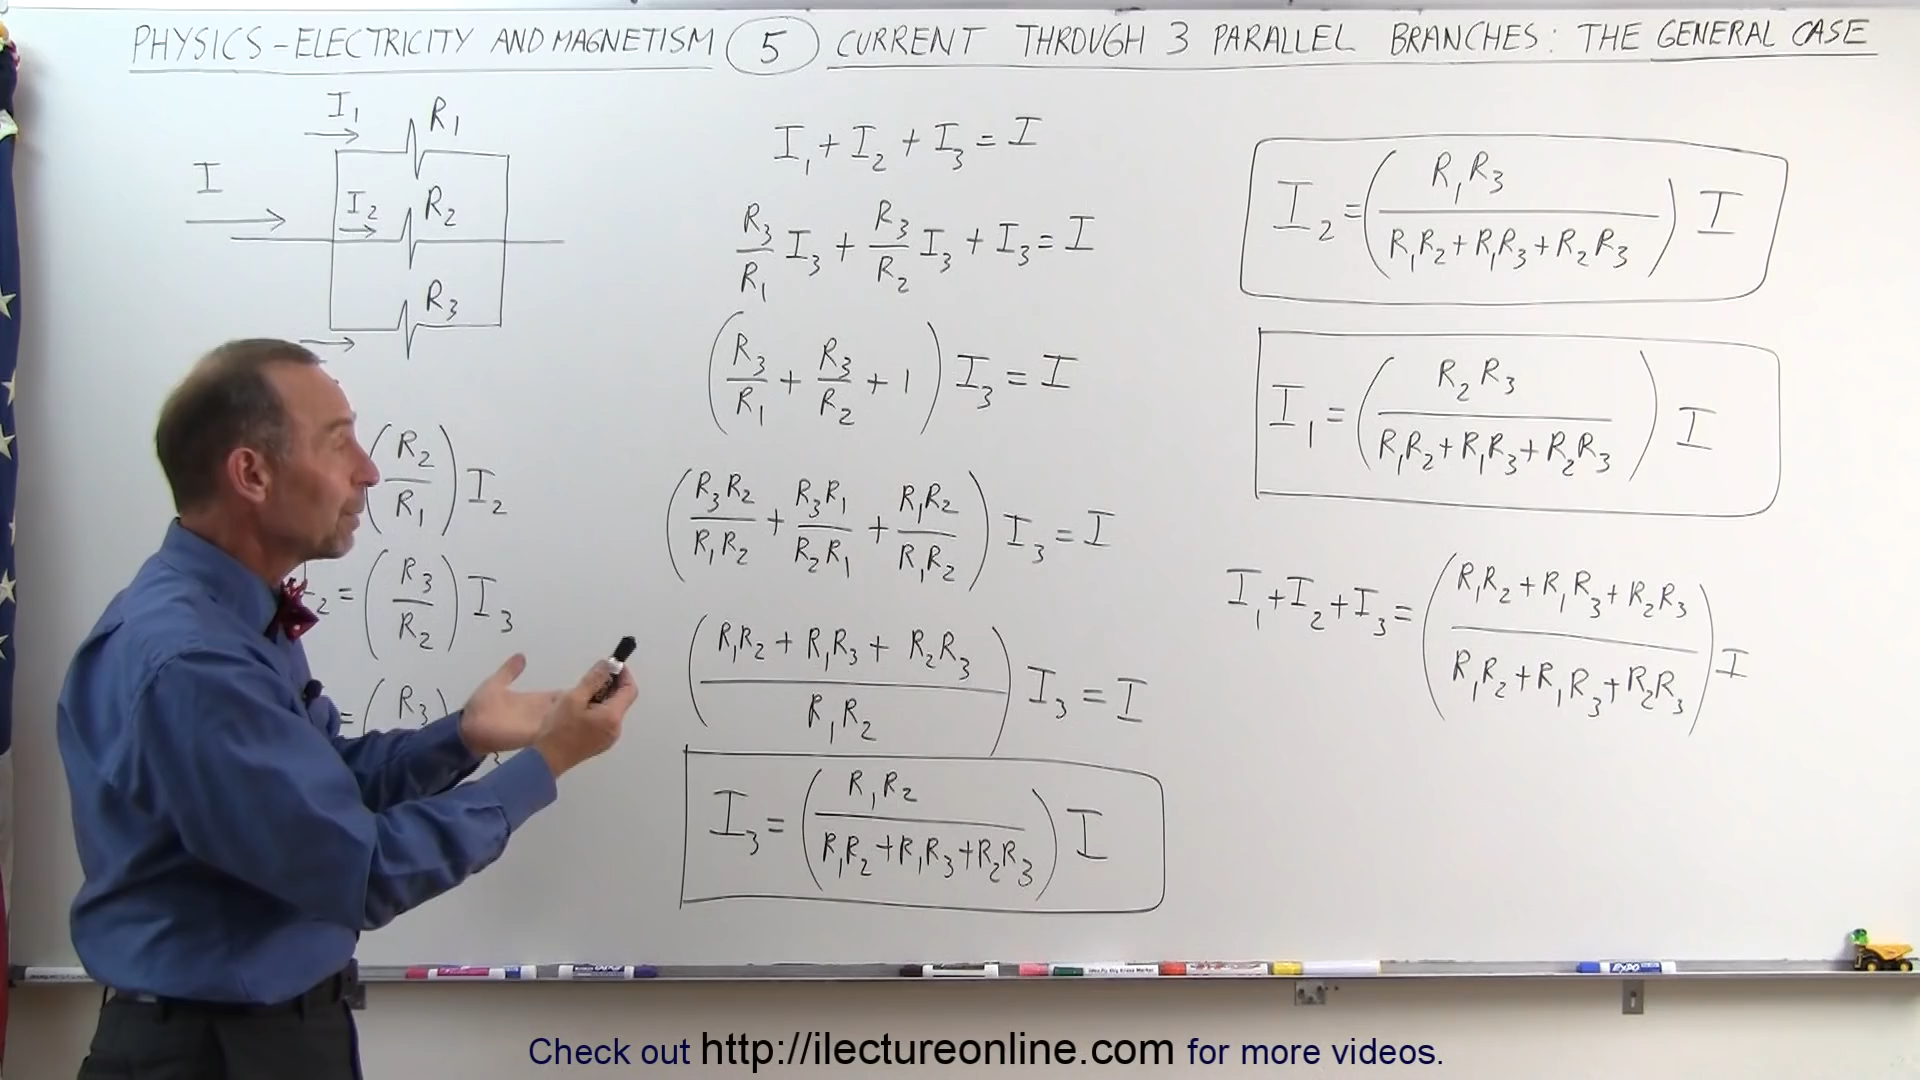 PHYSICS - ELECTRICITY AND MAGNETISM 5 CURRENT THROUGH 3 PARALLEL BRANCHES: THE GENERAL CASE
I₁
R₁
I
I₂
R₂
R₃
(R₂/R₁) I₂
₂ = (R₃/R₂) I₃
= (R₃
I₁ + I₂ + I₃ = I
R₃/R₁ I₃ + R₃/R₂ I₃ + I₃ = I
(R₃/R₁ + R₃/R₂ + 1) I₃ = I
(R₃R₂/R₁R₂ + R₃R₁/R₂R₁ + R₁R₂/R₁R₂) I₃ = I
((R₁R₂ + R₁R₃ + R₂R₃)/R₁R₂) I₃ = I
I₃ = (R₁R₂/(R₁R₂ + R₁R₃ + R₂R₃)) I
I₂ = (R₁R₃/(R₁R₂ + R₁R₃ + R₂R₃)) I
I₁ = (R₂R₃/(R₁R₂ + R₁R₃ + R₂R₃)) I
I₁ + I₂ + I₃ = ((R₁R₂ + R₁R₃ + R₂R₃)/(R₁R₂ + R₁R₃ + R₂R₃)) I
EXPO
Check out http://ilectureonline.com for more videos.